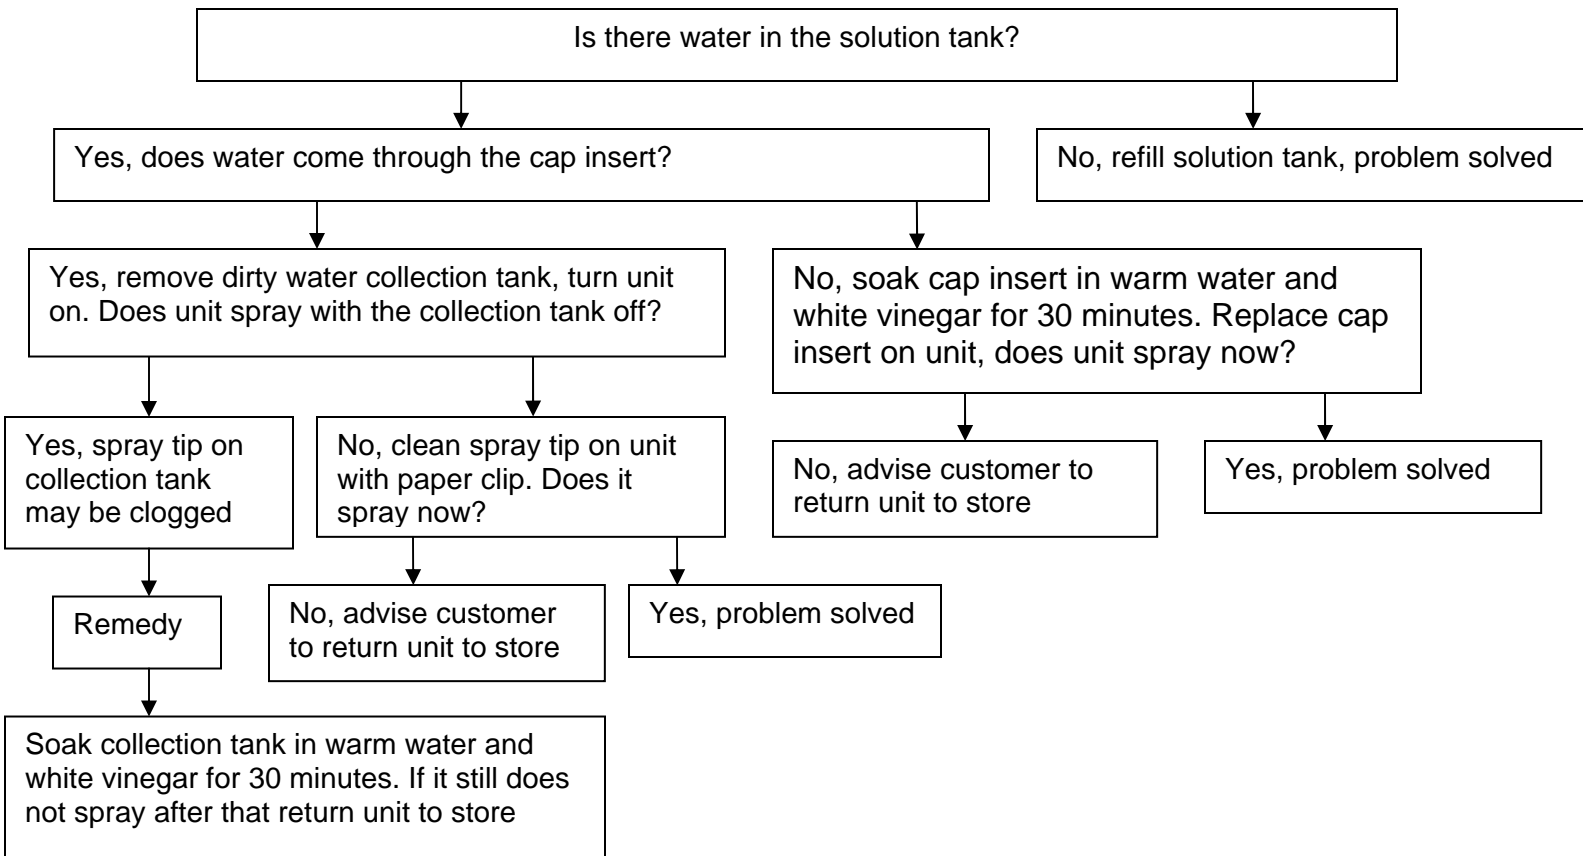 Is there water in the solution tank?
Yes, does water come through the cap insert?
No, refill solution tank, problem solved
Yes, remove dirty water collection tank, turn unit
on. Does unit spray with the collection tank off?
No, soak cap insert in warm water and
white vinegar for 30 minutes. Replace cap
insert on unit, does unit spray now?
Yes, spray tip on
collection tank
may be clogged
No, clean spray tip on unit
with paper clip. Does it
spray now?
No, advise customer to
return unit to store
Yes, problem solved
Remedy
No, advise customer
to return unit to store
Yes, problem solved
Soak collection tank in warm water and
white vinegar for 30 minutes. If it still does
not spray after that return unit to store